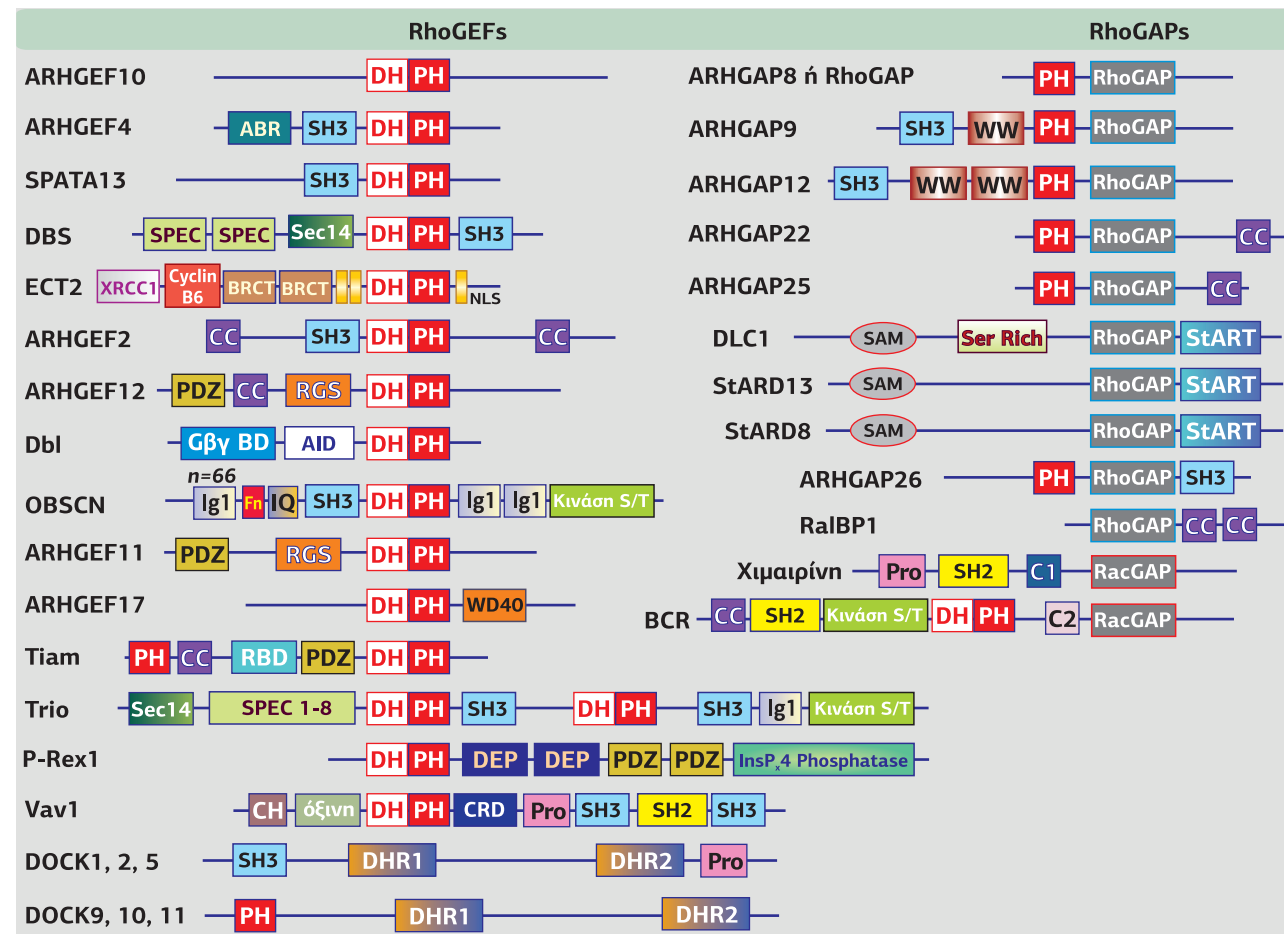 RhoGEFs
ARHGEF10 DH PH
ARHGEF4 ABR SH3 DH PH
SPATA13 SH3 DH PH
DBS SPEC SPEC Sec14 DH PH SH3
ECT2 XRCC1 Cyclin B6 BRCT BRCT DH PH NLS
ARHGEF2 CC SH3 DH PH CC
ARHGEF12 PDZ CC RGS DH PH
Dbl Gβγ BD AID DH PH
n=66
OBSCN Ig1 Fn IQ SH3 DH PH Ig1 Ig1 Κινάση S/T
ARHGEF11 PDZ RGS DH PH
ARHGEF17 DH PH WD40
Tiam PH CC RBD PDZ DH PH
Trio Sec14 SPEC 1-8 DH PH SH3 DH PH SH3 Ig1 Κινάση S/T
P-Rex1 DH PH DEP DEP PDZ PDZ InsPx4 Phosphatase
Vav1 CH όξινη DH PH CRD Pro SH3 SH2 SH3
DOCK1, 2, 5 SH3 DHR1 DHR2 Pro
DOCK9, 10, 11 PH DHR1 DHR2
RhoGAPs
ARHGAP8 ή RhoGAP PH RhoGAP
ARHGAP9 SH3 WW PH RhoGAP
ARHGAP12 SH3 WW WW PH RhoGAP
ARHGAP22 PH RhoGAP CC
ARHGAP25 PH RhoGAP CC
DLC1 SAM Ser Rich RhoGAP StART
StARD13 SAM RhoGAP StART
StARD8 SAM RhoGAP StART
ARHGAP26 PH RhoGAP SH3
RalBP1 RhoGAP CC CC
Χιμαιρίνη Pro SH2 C1 RacGAP
BCR CC SH2 Κινάση S/T DH PH C2 RacGAP